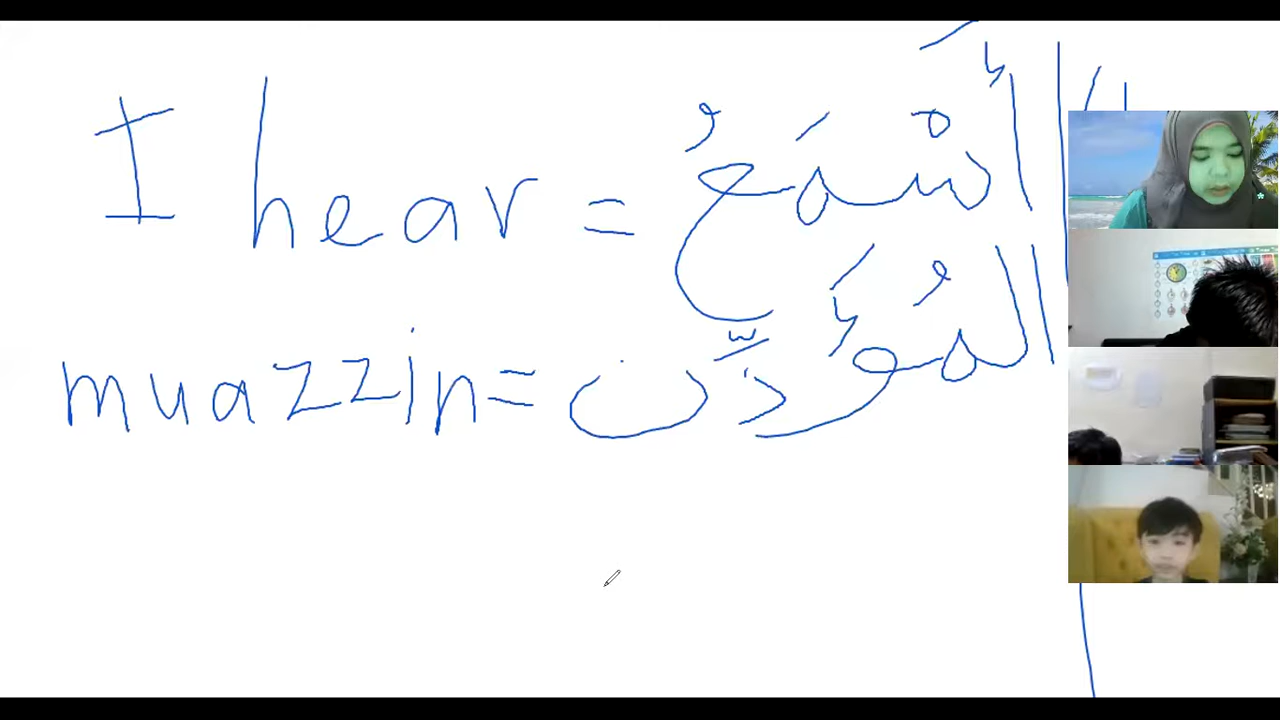 I hear = أَسْمَعُ
muazzin = المُؤَذِّن